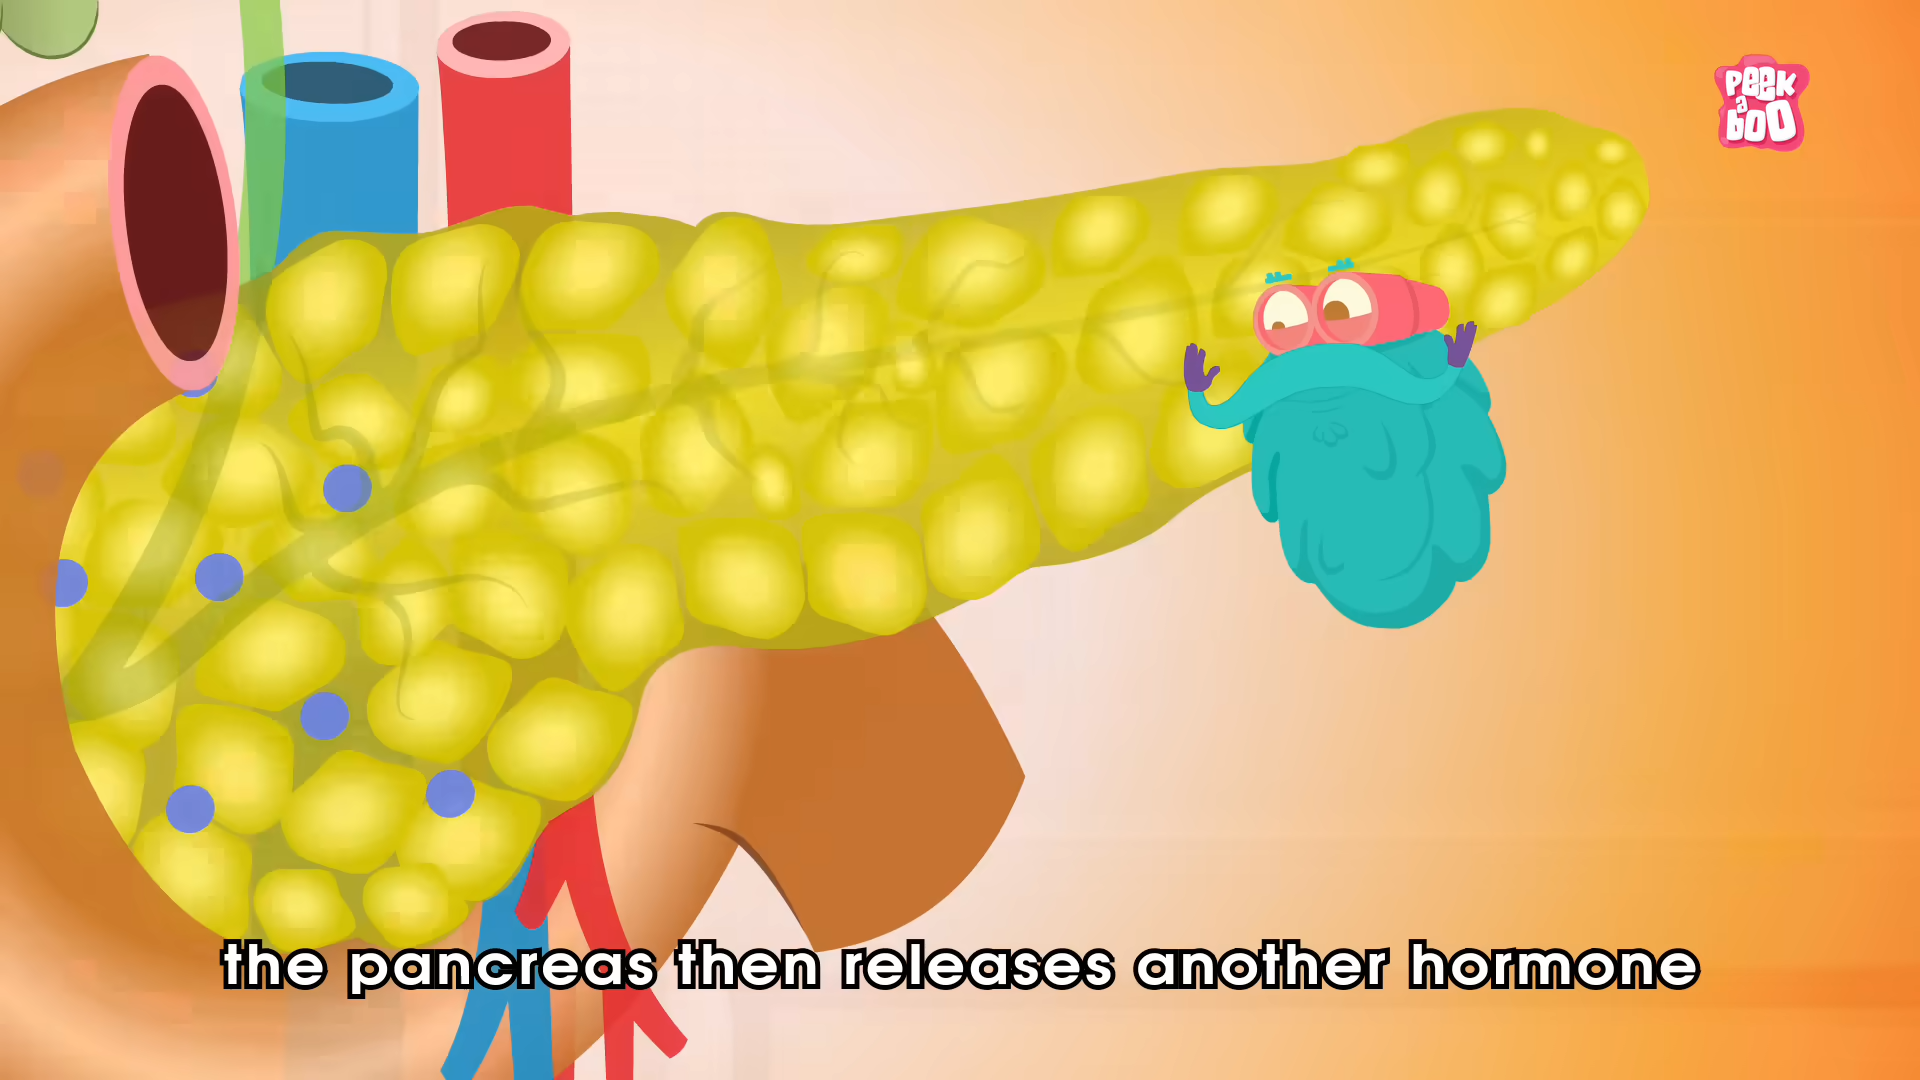 Peek
a
boo
the pancreas then releases another hormone